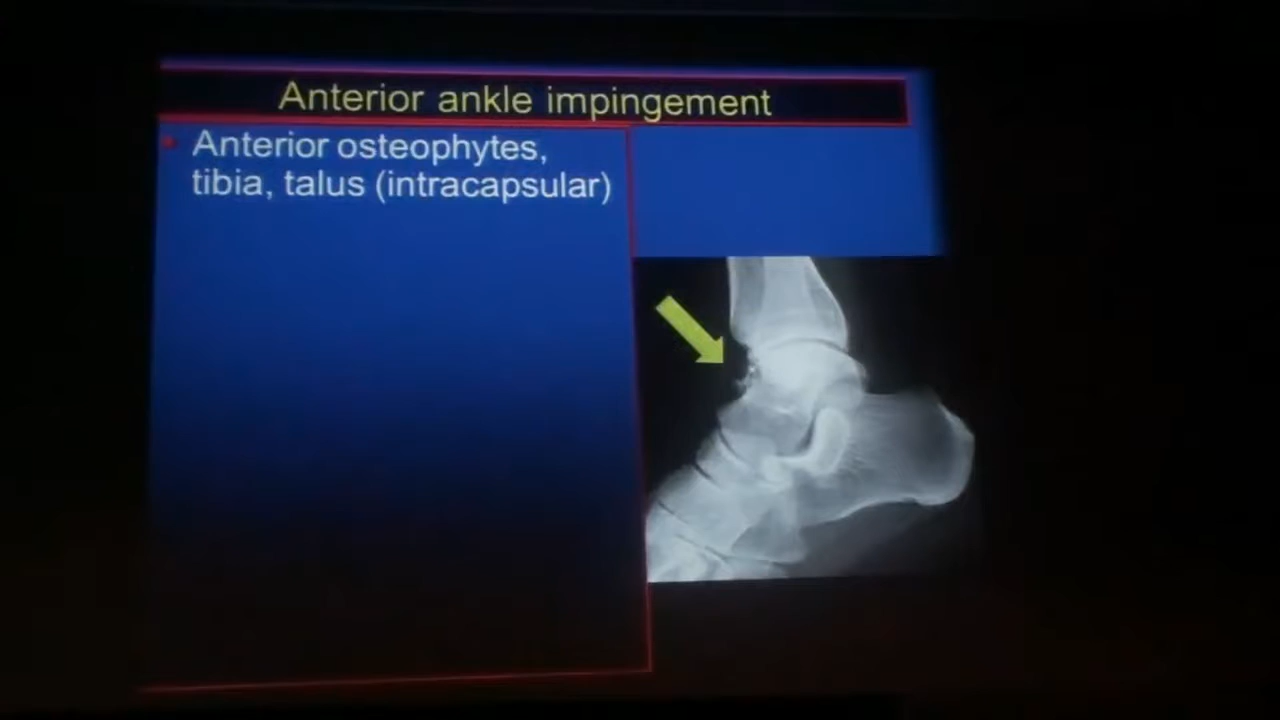 Anterior ankle impingement
Anterior osteophytes,
tibia, talus (intracapsular)